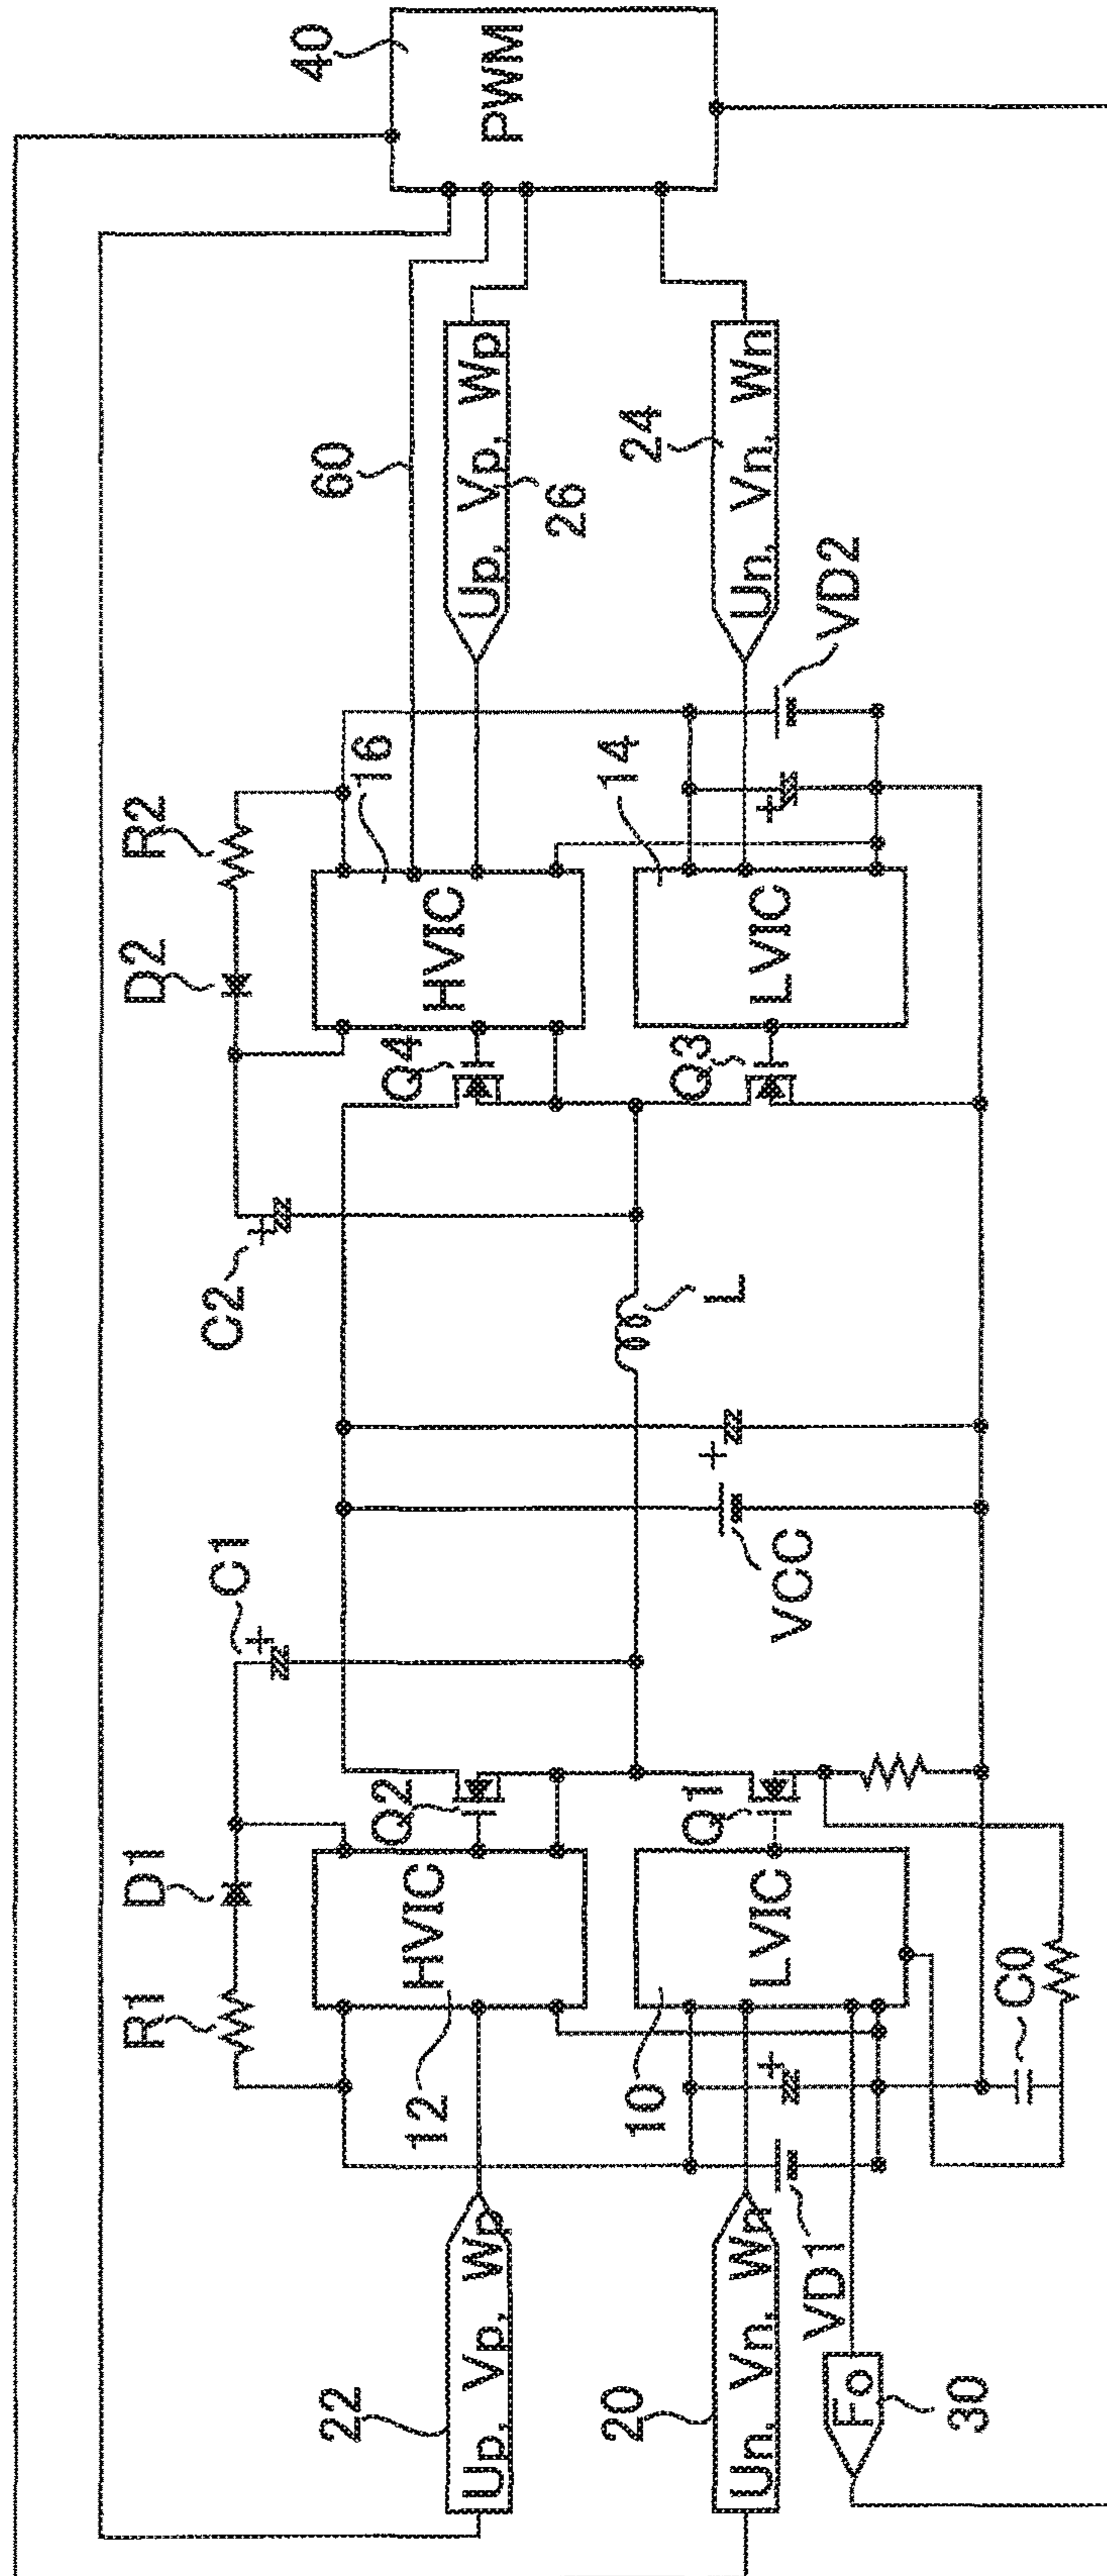 40
PWM
60
Up, Vp, Wp
26
24
Un, Vn, Wn
VD2
R2
16
14
D2
HVIC
LVIC
Q4
Q3
C2
L
C1
VCC
D1
Q2
Q1
R1
HVIC
LVIC
C0
12
10
VD1
22
Up, Vp, Wp
20
Un, Vn, Wn
Fo
30